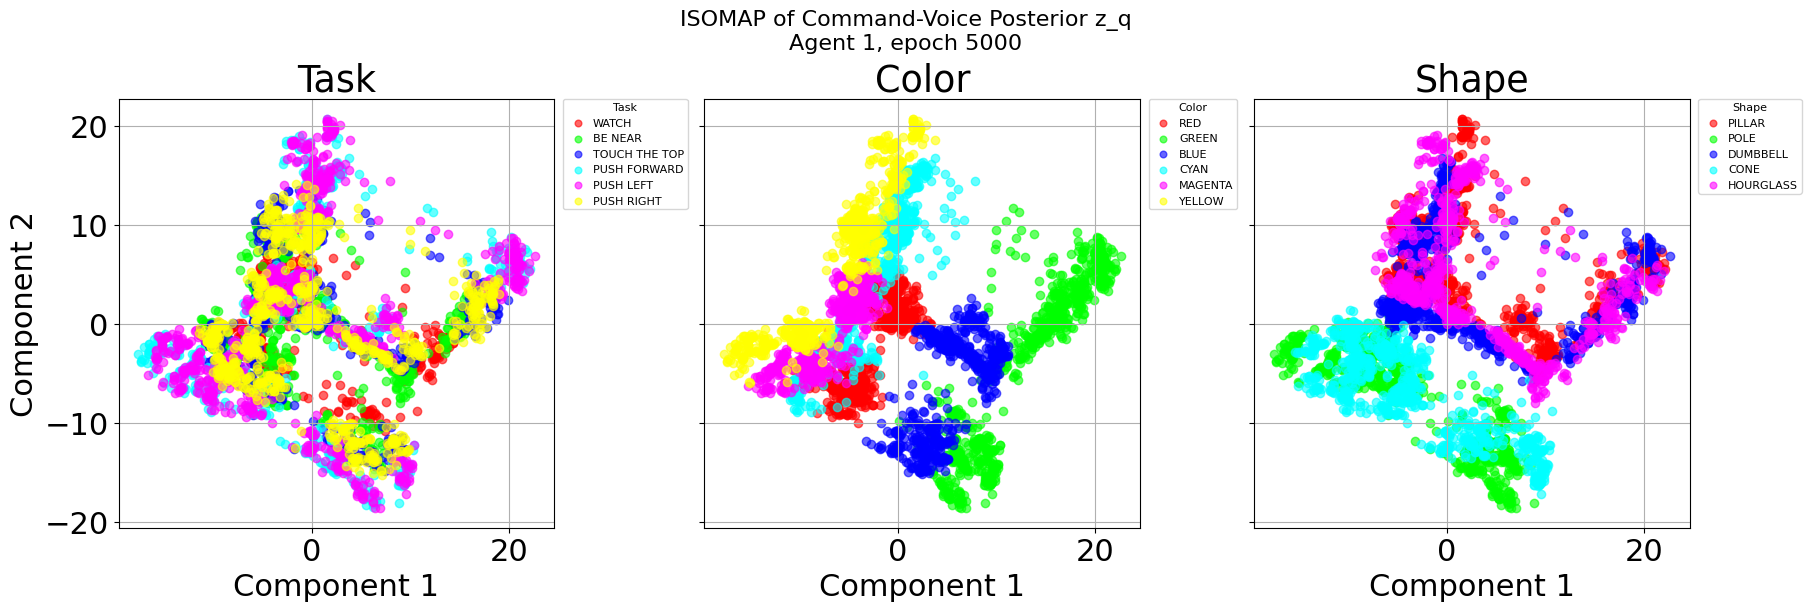 ISOMAP of Command-Voice Posterior z_q
Agent 1, epoch 5000
Task
Color
Shape
Task
WATCH
BE NEAR
TOUCH THE TOP
PUSH FORWARD
PUSH LEFT
PUSH RIGHT
Color
RED
GREEN
BLUE
CYAN
MAGENTA
YELLOW
Shape
PILLAR
POLE
DUMBBELL
CONE
HOURGLASS
Component 2
20
10
0
−10
−20
0 20
0 20
0 20
Component 1
Component 1
Component 1